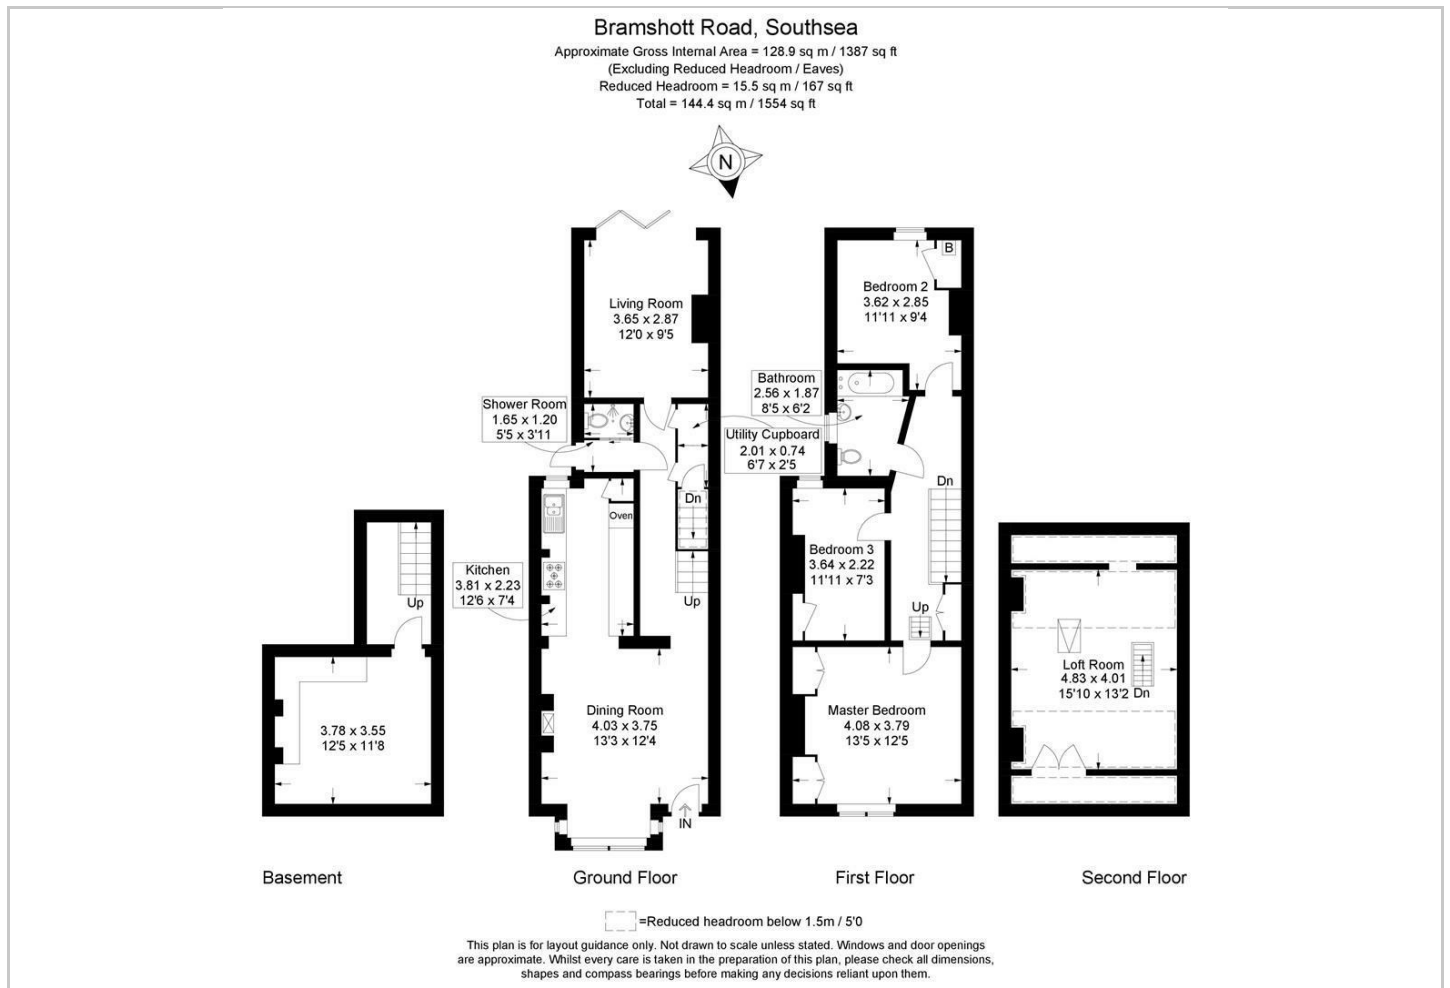 Bramshott Road, Southsea
Approximate Gross Internal Area = 128.9 sq m / 1387 sq ft
(Excluding Reduced Headroom / Eaves)
Reduced Headroom = 15.5 sq m / 167 sq ft
Total = 144.4 sq m / 1554 sq ft
N
Living Room
3.65 x 2.87
12'0 x 9'5
B
Bedroom 2
3.62 x 2.85
11'11 x 9'4
Shower Room
1.65 x 1.20
5'5 x 3'11
Bathroom
2.56 x 1.87
8'5 x 6'2
Utility Cupboard
2.01 x 0.74
6'7 x 2'5
Dn
Oven
Dn
Kitchen
3.81 x 2.23
12'6 x 7'4
Up
Up
Bedroom 3
3.64 x 2.22
11'11 x 7'3
Up
Loft Room
4.83 x 4.01
15'10 x 13'2
Dn
3.78 x 3.55
12'5 x 11'8
Dining Room
4.03 x 3.75
13'3 x 12'4
Master Bedroom
4.08 x 3.79
13'5 x 12'5
IN
Basement
Ground Floor
First Floor
Second Floor
=Reduced headroom below 1.5m / 5'0
This plan is for layout guidance only. Not drawn to scale unless stated. Windows and door openings
are approximate. Whilst every care is taken in the preparation of this plan, please check all dimensions,
shapes and compass bearings before making any decisions reliant upon them.